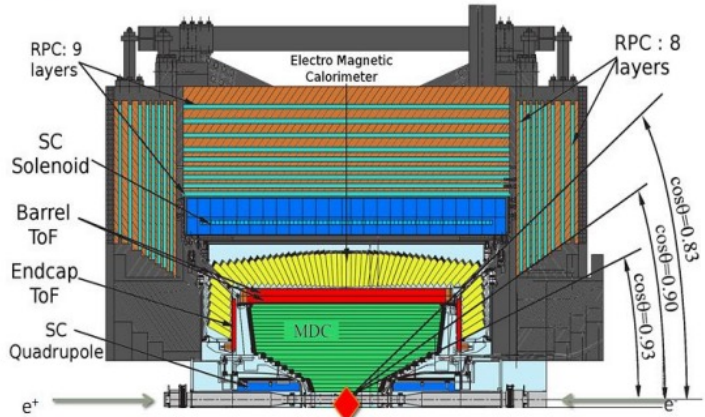 RPC: 9
layers
Electro Magnetic
Calorimeter
RPC : 8
layers
SC
Solenoid
Barrel
ToF
Endcap
ToF
SC
Quadrupole
MDC
cosθ=0.83
cosθ=0.90
cosθ=0.93
e⁺
e⁻